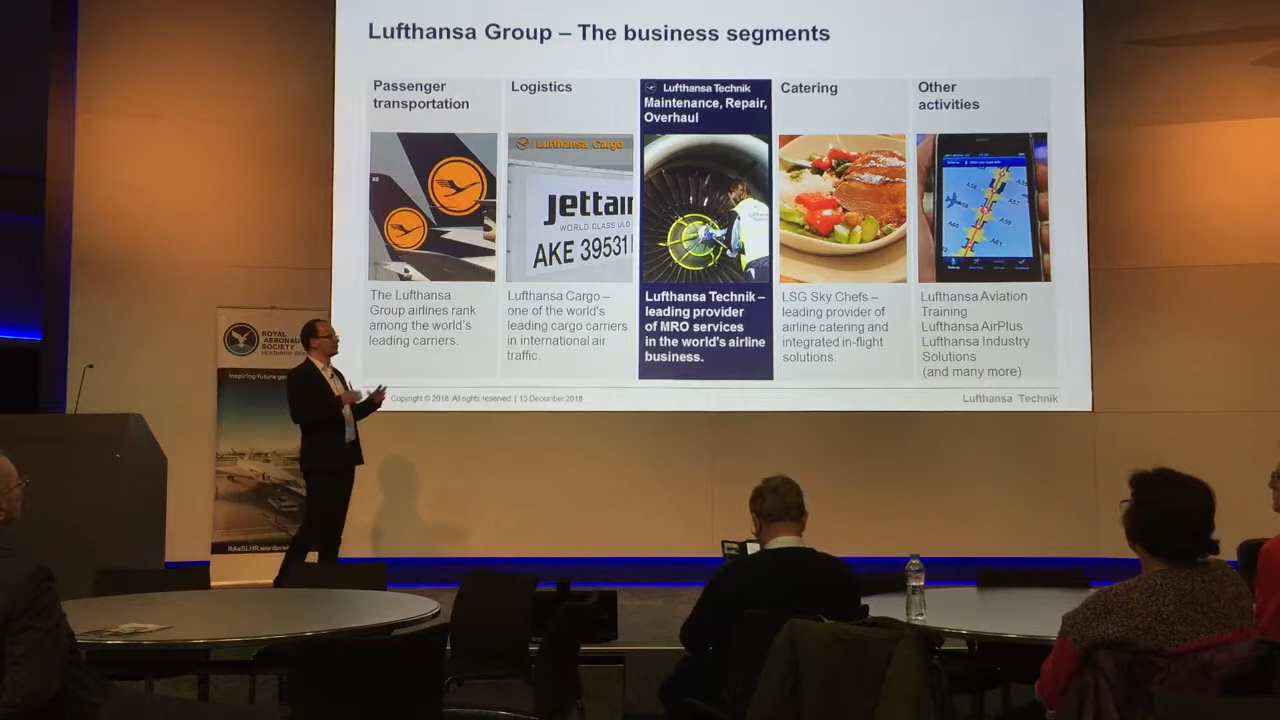 Lufthansa Group – The business segments
Passenger
transportation
Logistics
Lufthansa Technik
Maintenance, Repair,
Overhaul
Catering
Other
activities
Lufthansa Cargo
Jettain
WORLD CLASS ULD
AKE 39531
The Lufthansa
Group airlines rank
among the world's
leading carriers.
Lufthansa Cargo –
one of the world's
leading cargo carriers
in international air
traffic.
Lufthansa Technik –
leading provider
of MRO services
in the world's airline
business.
LSG Sky Chefs –
leading provider of
airline catering and
integrated in-flight
solutions.
Lufthansa Aviation
Training
Lufthansa AirPlus
Lufthansa Industry
Solutions
(and many more)
Copyright © 2018 All rights reserved | 13 December 2018
Lufthansa Technik
ROYAL
AERONAU
SOCIETY
HEATHROW
Inspiring future
RAeSLHR.wordpre